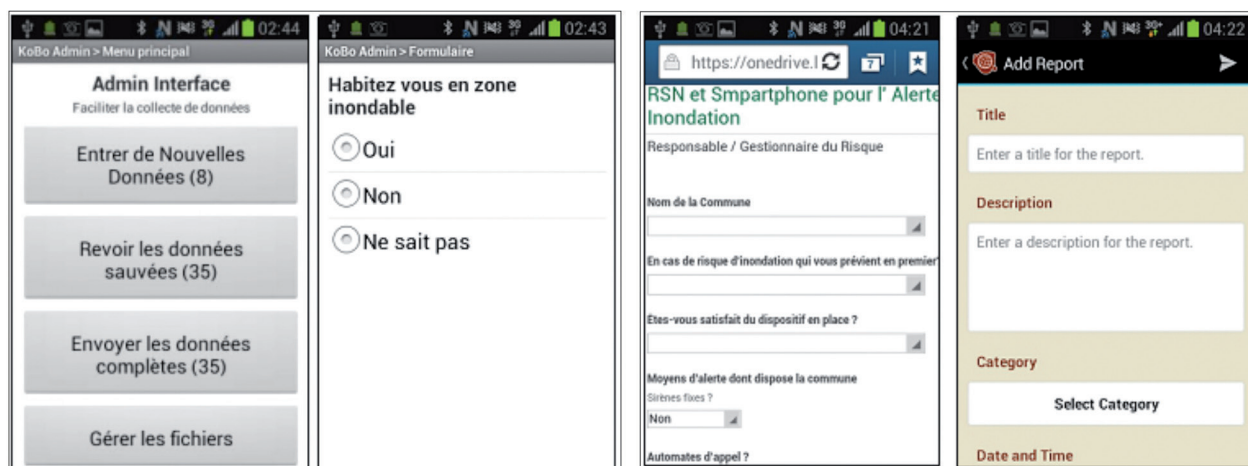 02:44
KoBo Admin > Menu principal
Admin Interface
Faciliter la collecte de données
Entrer de Nouvelles
Données (8)
Revoir les données
sauvées (35)
Envoyer les données
complètes (35)
Gérer les fichiers
02:43
KoBo Admin > Formulaire
Habitez vous en zone
inondable
Oui
Non
Ne sait pas
04:21
https://onedrive.l
7
RSN et Smpartphone pour l' Alerte
Inondation
Responsable / Gestionnaire du Risque
Nom de la Commune
En cas de risque d'inondation qui vous prévient en premier
Êtes-vous satisfait du dispositif en place ?
Moyens d'alerte dont dispose la commune
Sirènes fixes ?
Non
Automates d'appel ?
3G+ 04:22
Add Report
Title
Enter a title for the report.
Description
Enter a description for the report.
Category
Select Category
Date and Time